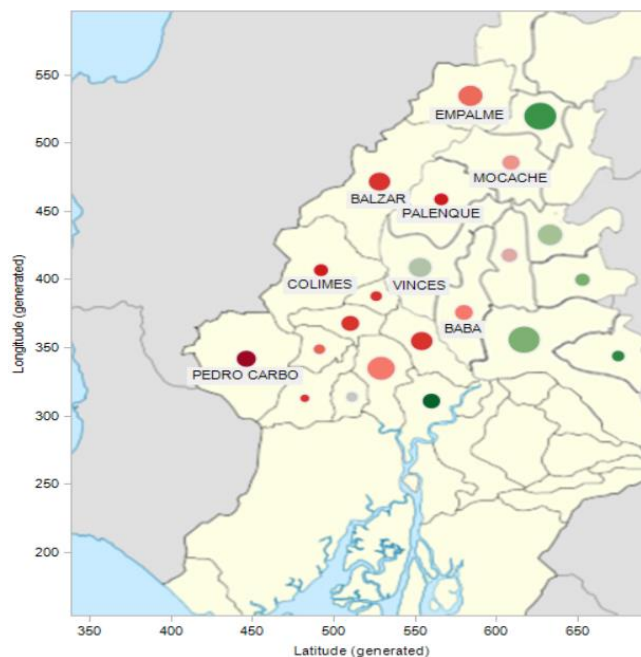 550
EMPALME
500
MOCACHE
BALZAR
450
PALENQUE
400
COLIMES
VINCES
Longitude (generated)
350
BABA
PEDRO CARBO
300
250
200
350 400 450 500 550 600 650
Latitude (generated)